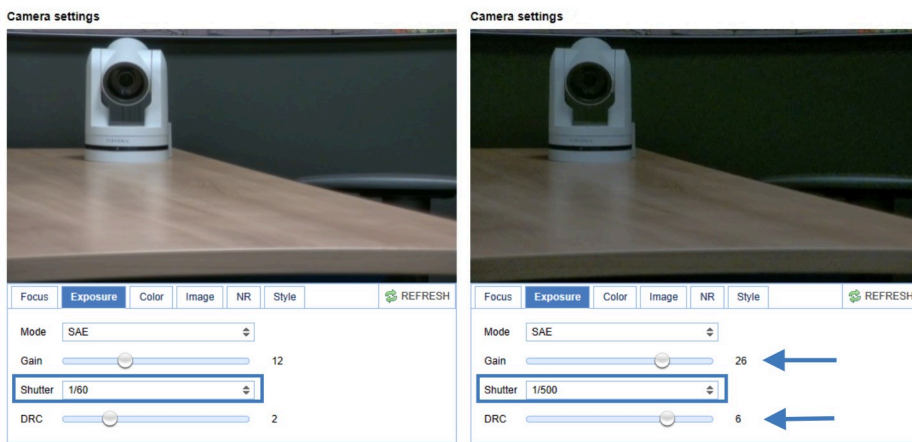 Camera settings
Focus Exposure Color Image NR Style REFRESH
Mode SAE
Gain 12
Shutter 1/60
DRC 2
Camera settings
Focus Exposure Color Image NR Style REFRESH
Mode SAE
Gain 26
Shutter 1/500
DRC 6